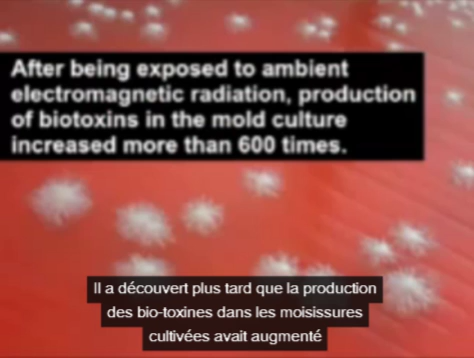 After being exposed to ambient
electromagnetic radiation, production
of biotoxins in the mold culture
increased more than 600 times.
Il a découvert plus tard que la production
des bio-toxines dans les moisissures
cultivées avait augmenté